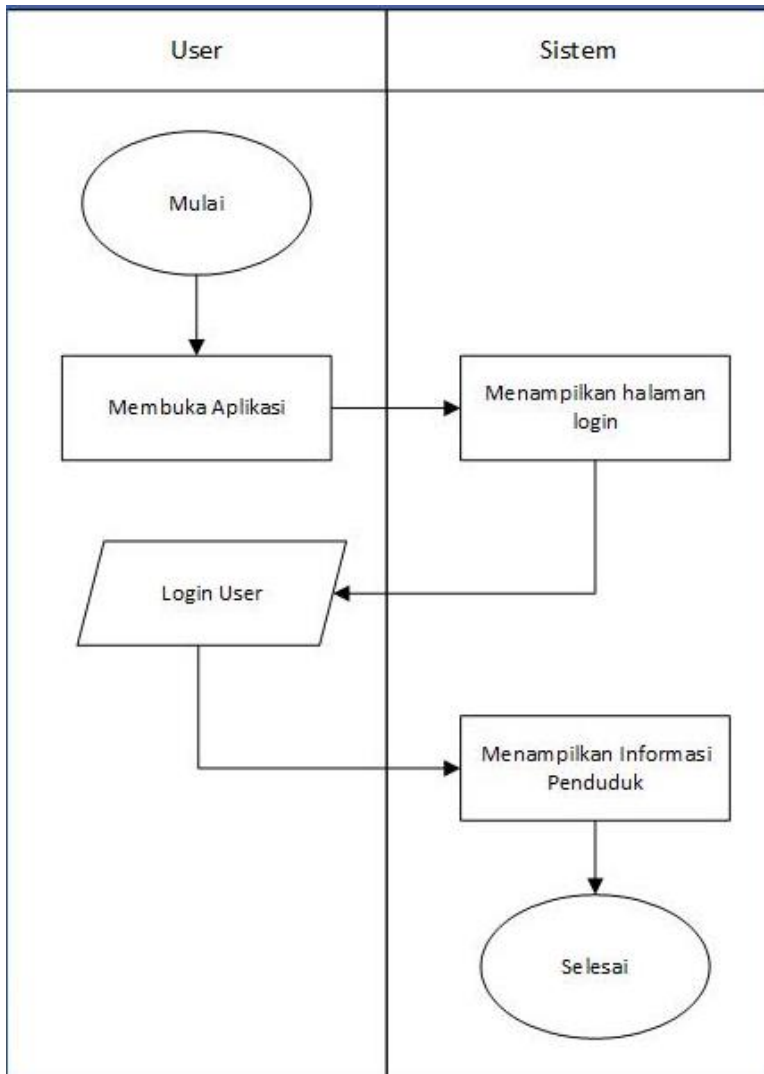 User
Sistem
Mulai
Membuka Aplikasi
Menampilkan halaman
login
Login User
Menampilkan Informasi
Penduduk
Selesai